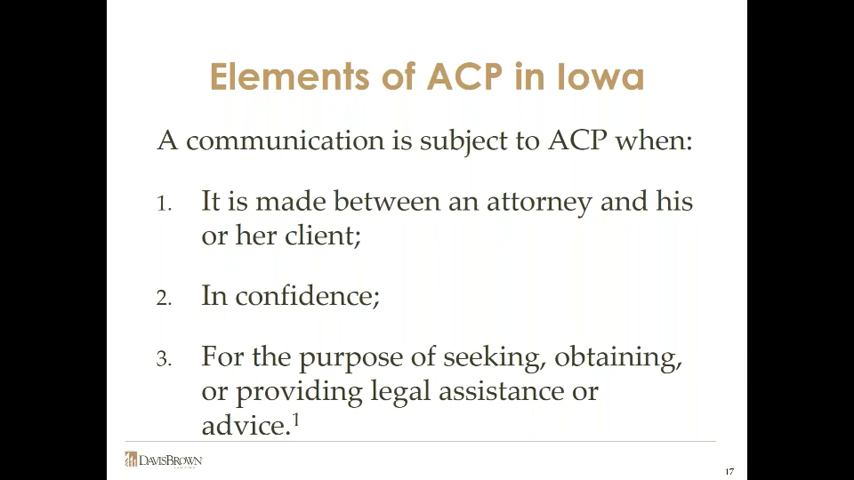 Elements of ACP in Iowa
A communication is subject to ACP when:
1. It is made between an attorney and his
or her client;
2. In confidence;
3. For the purpose of seeking, obtaining,
or providing legal assistance or
advice.1
DAVISBROWN
17